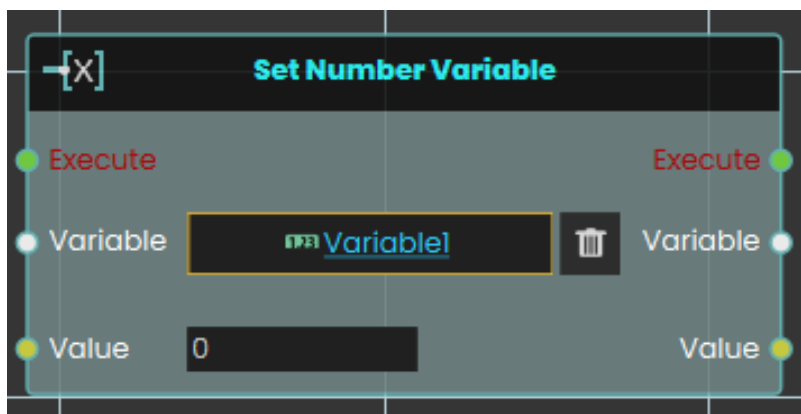 [X] Set Number Variable
Execute Execute
Variable 123 Variable1 Variable
Value 0 Value